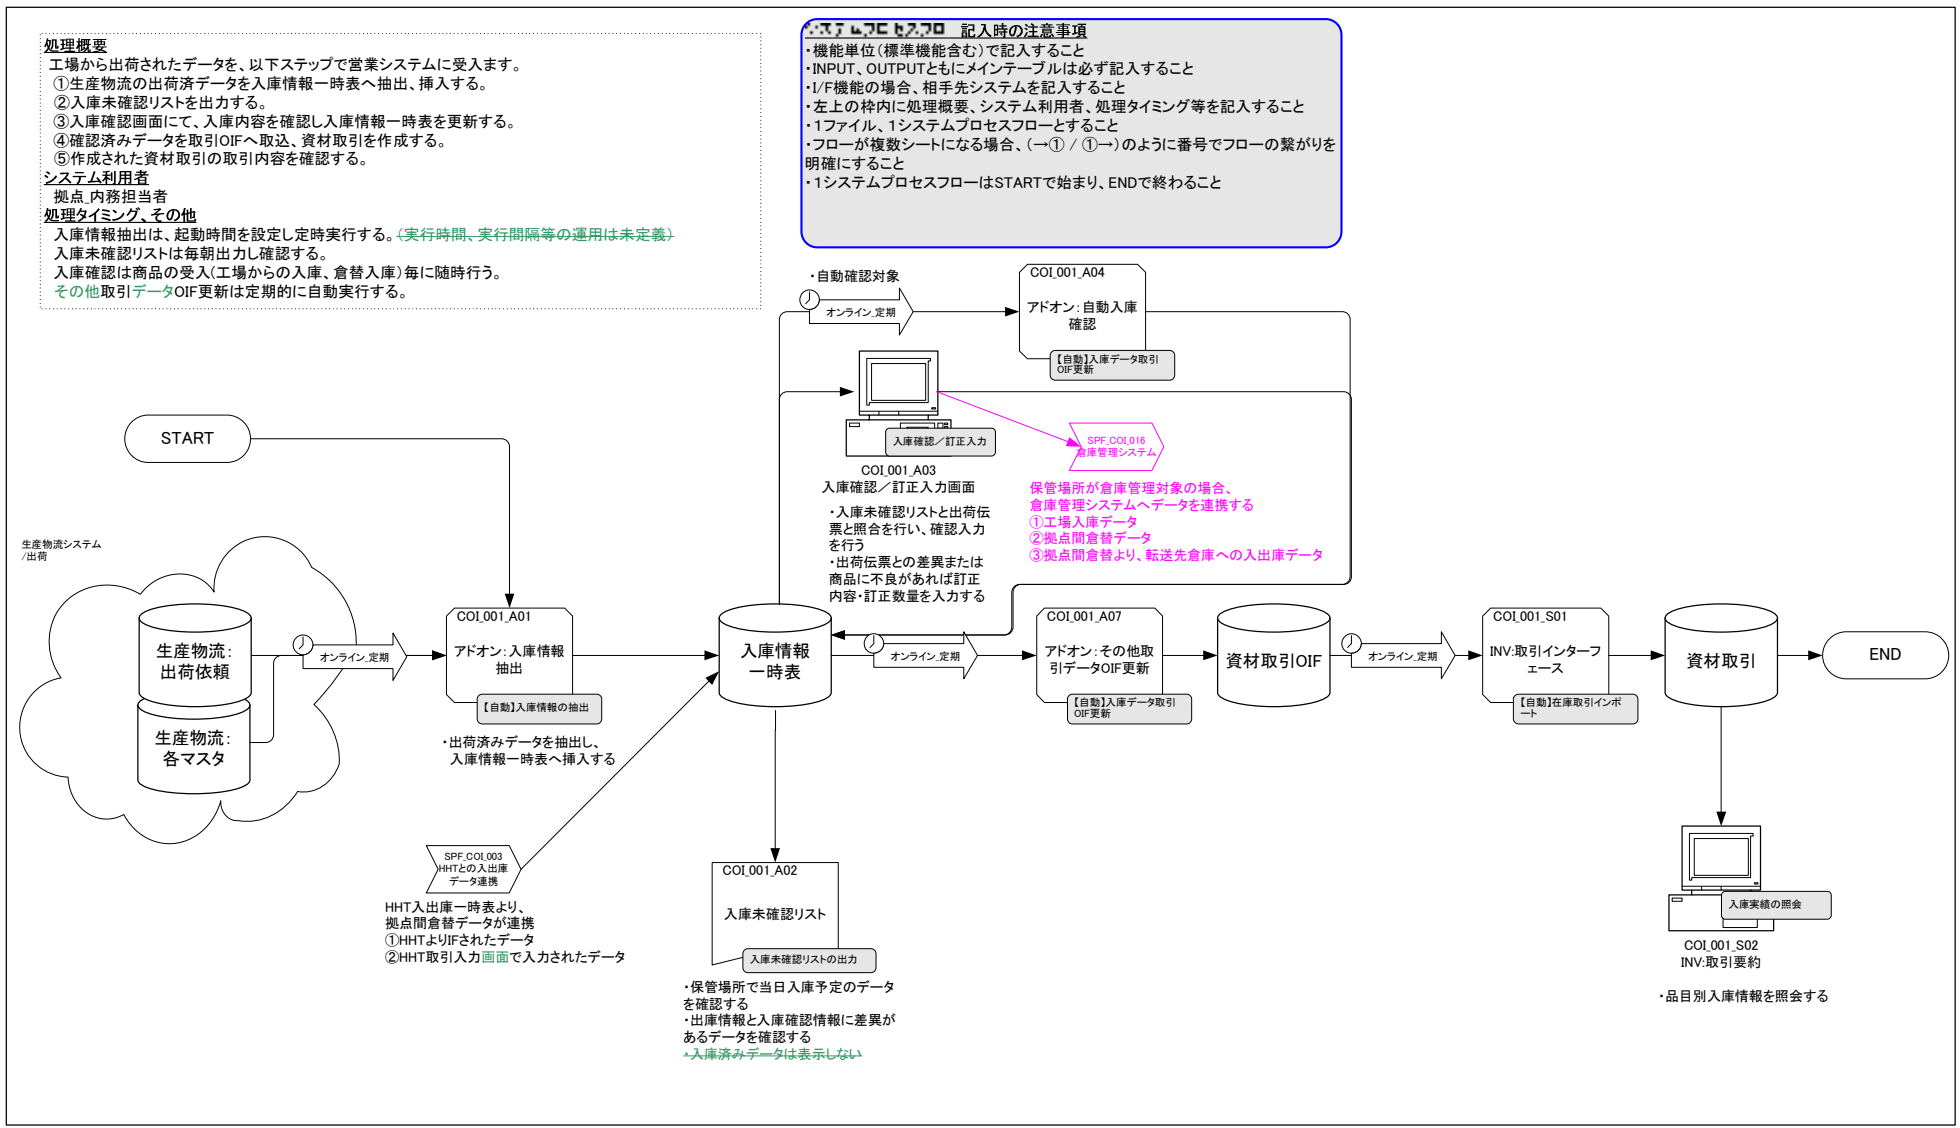 処理概要
工場から出荷されたデータを、以下ステップで営業システムに受入ます。
①生産物流の出荷済データを入庫情報一時表へ抽出、挿入する。
②入庫未確認リストを出力する。
③入庫確認画面にて、入庫内容を確認し入庫情報一時表を更新する。
④確認済みデータを取引OIFへ取込、資材取引を作成する。
⑤作成された資材取引の取引内容を確認する。
システム利用者
拠点_内務担当者
処理タイミング、その他
入庫情報抽出は、起動時間を設定し定時実行する。(実行時間、実行間隔等の運用は未定義)
入庫未確認リストは毎朝出力し確認する。
入庫確認は商品の受入(工場からの入庫、倉替入庫)毎に随時行う。
その他取引データOIF更新は定期的に自動実行する。
記入時の注意事項
・機能単位(標準機能含む)で記入すること
・INPUT、OUTPUTともにメインテーブルは必ず記入すること
・I/F機能の場合、相手先システムを記入すること
・左上の枠内に処理概要、システム利用者、処理タイミング等を記入すること
・1ファイル、1システムプロセスフローとすること
・フローが複数シートになる場合、(→① / ①→)のように番号でフローの繋がりを
明確にすること
・1システムプロセスフローはSTARTで始まり、ENDで終わること
・自動確認対象
オンライン_定期
COI_001_A04
アドオン:自動入庫
確認
【自動】入庫データ取引
OIF更新
START
入庫確認/訂正入力
COI_001_A03
入庫確認/訂正入力画面
・入庫未確認リストと出荷伝
票と照合を行い、確認入力
を行う
・出荷伝票との差異または
商品に不良があれば訂正
内容・訂正数量を入力する
SPF_COI_016
倉庫管理システム
保管場所が倉庫管理対象の場合、
倉庫管理システムへデータを連携する
①工場入庫データ
②拠点間倉替データ
③拠点間倉替より、転送先倉庫への入出庫データ
生産物流システム
/出荷
生産物流:
出荷依頼
生産物流:
各マスタ
オンライン_定期
COI_001_A01
アドオン:入庫情報
抽出
【自動】入庫情報の抽出
・出荷済みデータを抽出し、
入庫情報一時表へ挿入する
入庫情報
一時表
オンライン_定期
COI_001_A07
アドオン:その他取
引データOIF更新
【自動】入庫データ取引
OIF更新
資材取引OIF
オンライン_定期
COI_001_S01
INV:取引インターフ
ェース
【自動】在庫取引インポ
ート
資材取引
END
SPF_COI_003
HHTとの入出庫
データ連携
HHT入出庫一時表より、
拠点間倉替データが連携
①HHTよりIFされたデータ
②HHT取引入力画面で入力されたデータ
COI_001_A02
入庫未確認リスト
入庫未確認リストの出力
・保管場所で当日入庫予定のデータ
を確認する
・出庫情報と入庫確認情報に差異が
あるデータを確認する
・入庫済みデータは表示しない
入庫実績の照会
COI_001_S02
INV:取引要約
・品目別入庫情報を照会する